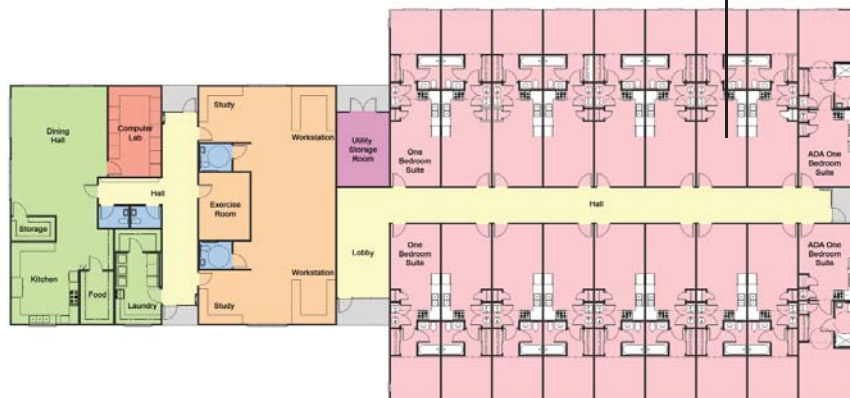 Study
Dining
Hall
Computer
Lab
Workstation
Utility
Storage
Room
One
Bedroom
Suite
ADA One
Bedroom
Suite
Hall
Exercise
Room
Hall
Storage
Lobby
One
Bedroom
Suite
ADA One
Bedroom
Suite
Kitchen
Food
Laundry
Workstation
Study